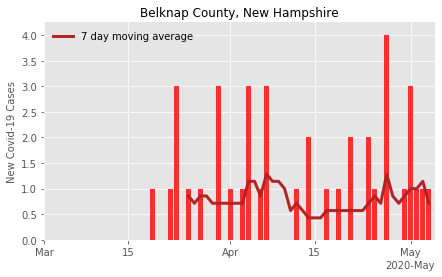 Belknap County, New Hampshire
7 day moving average
New Covid-19 Cases
4.0
3.5
3.0
2.5
2.0
1.5
1.0
0.5
0.0
Mar
15
Apr
15
May
2020-May